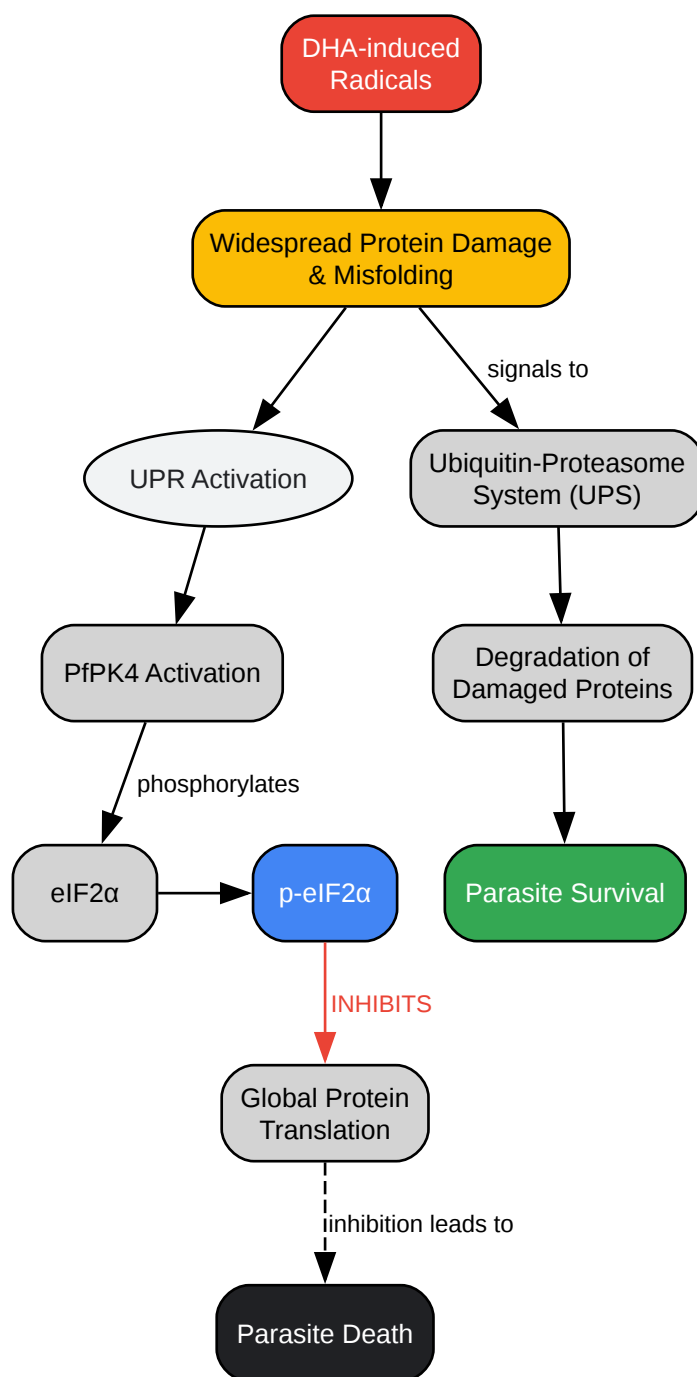 DHA-induced
Radicals
Widespread Protein Damage
& Misfolding
signals to
UPR Activation
Ubiquitin-Proteasome
System (UPS)
PfPK4 Activation
Degradation of
Damaged Proteins
phosphorylates
eIF2α
p-eIF2α
Parasite Survival
INHIBITS
Global Protein
Translation
inhibition leads to
Parasite Death